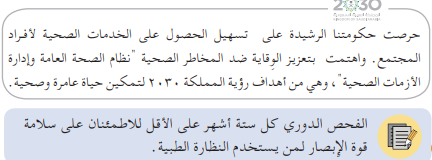 2030
حرصت حكومتنا الرشيدة على تسهيل الحصول على الخدمات الصحية لأفراد
المجتمع. واهتمت بتعزيز الوقاية ضد المخاطر الصحية "نظام الصحة العامة وإدارة
الأزمات الصحية"، وهي من أهداف رؤية المملكة ٢٠٣٠ لتمكين حياة عامرة وصحية.
الفحص الدوري كل ستة أشهر على الأقل للاطمئنان على سلامة
قوة الإبصار لمن يستخدم النظارة الطبية.